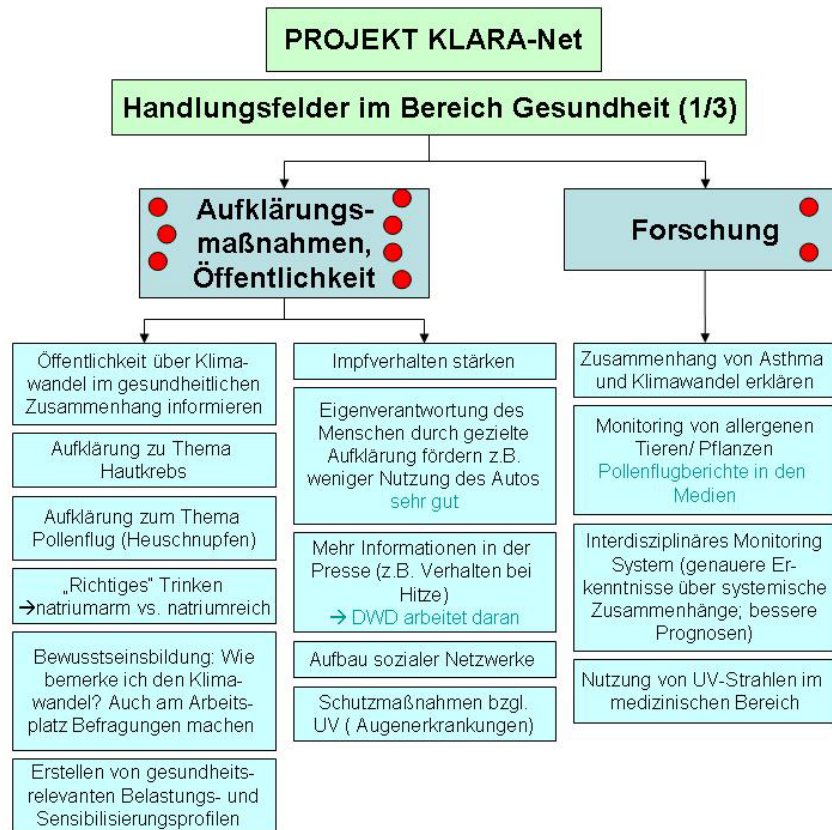 PROJEKT KLARA-Net
Handlungsfelder im Bereich Gesundheit (1/3)
Aufklärungs-
maßnahmen,
Öffentlichkeit
Forschung
Öffentlichkeit über Klima-
wandel im gesundheitlichen
Zusammenhang informieren
Aufklärung zu Thema
Hautkrebs
Aufklärung zum Thema
Pollenflug (Heuschnupfen)
„Richtiges" Trinken
→natriumarm vs. natriumreich
Bewusstseinsbildung: Wie
bemerke ich den Klima-
wandel? Auch am Arbeits-
platz Befragungen machen
Erstellen von gesundheits-
relevanten Belastungs- und
Sensibilisierungsprofilen
Impfverhalten stärken
Eigenverantwortung des
Menschen durch gezielte
Aufklärung fördern z.B.
weniger Nutzung des Autos
sehr gut
Mehr Informationen in der
Presse (z.B. Verhalten bei
Hitze)
→ DWD arbeitet daran
Aufbau sozialer Netzwerke
Schutzmaßnahmen bzgl.
UV ( Augenerkrankungen)
Zusammenhang von Asthma
und Klimawandel erklären
Monitoring von allergenen
Tieren/ Pflanzen
Pollenflugberichte in den
Medien
Interdisziplinäres Monitoring
System (genauere Er-
kenntnisse über systemische
Zusammenhänge; bessere
Prognosen)
Nutzung von UV-Strahlen im
medizinischen Bereich